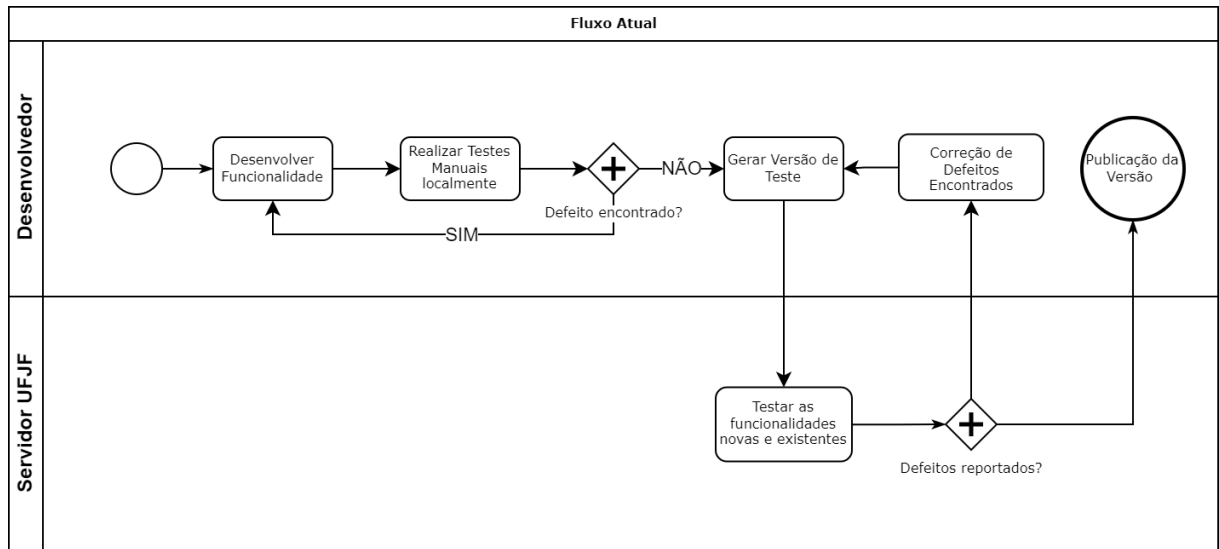 Fluxo Atual
Desenvolvedor
Desenvolver
Funcionalidade
Realizar Testes
Manuais
localmente
Defeito encontrado?
NÃO
SIM
Gerar Versão de
Teste
Correção de
Defeitos
Encontrados
Publicação da
Versão
Servidor UFJF
Testar as
funcionalidades
novas e existentes
Defeitos reportados?